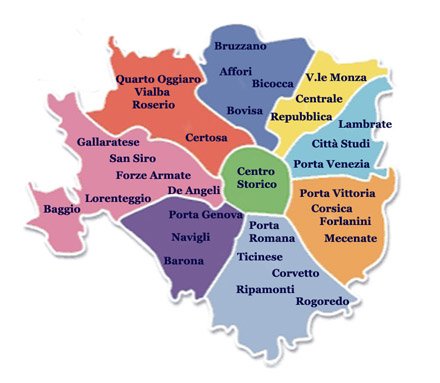 Bruzzano
Affori
Bicocca
Bovisa
V.le Monza
Centrale
Repubblica
Quarto Oggiaro
Vialba
Roserio
Certosa
Lambrate
Città Studi
Porta Venezia
Gallaratese
San Siro
Forze Armate
De Angeli
Lorenteggio
Baggio
Centro
Storico
Porta Vittoria
Corsica
Forlanini
Mecenate
Porta Genova
Navigli
Barona
Porta
Romana
Ticinese
Corvetto
Ripamonti
Rogoredo